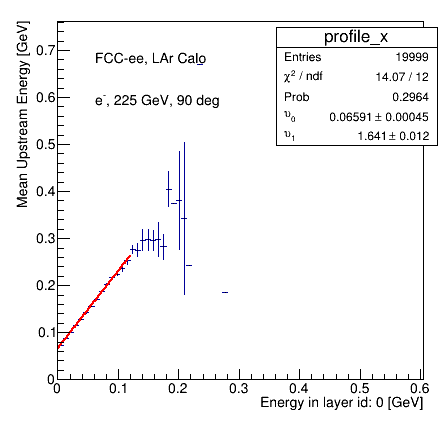 profile_x
Entries 19999
χ² / ndf 14.07 / 12
Prob 0.2964
υ₀ 0.06591 ± 0.00045
υ₁ 1.641 ± 0.012
FCC-ee, LAr Calo
e⁻, 225 GeV, 90 deg
Mean Upstream Energy [GeV]
0.7
0.6
0.5
0.4
0.3
0.2
0.1
0
0 0.1 0.2 0.3 0.4 0.5 0.6
Energy in layer id: 0 [GeV]